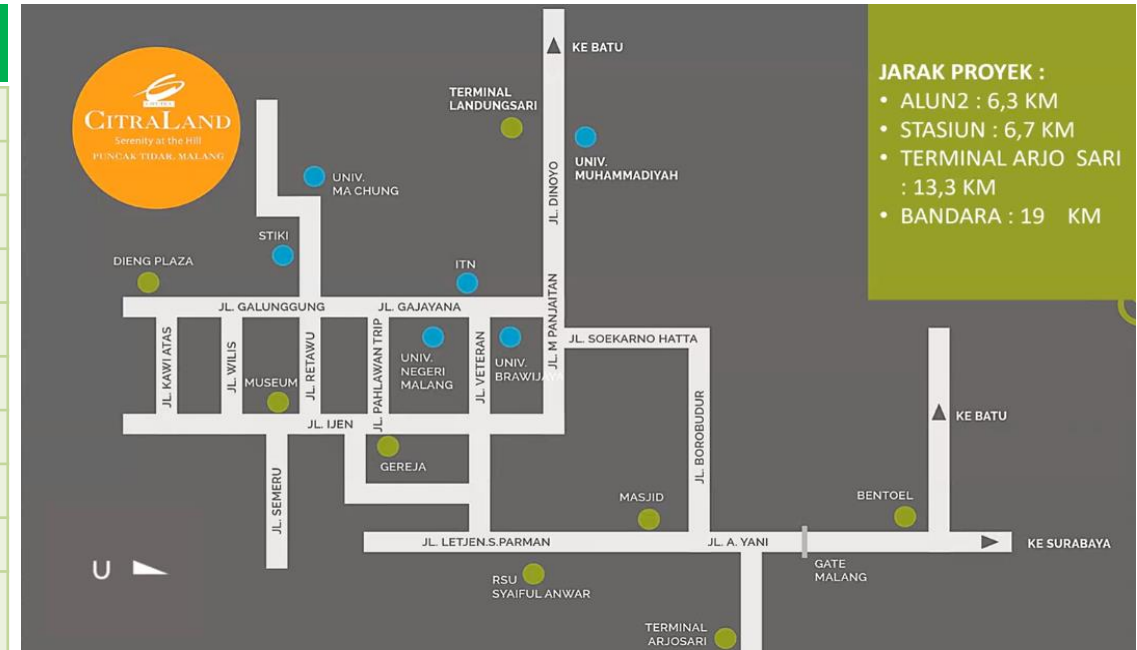 CITRALAND
Serenity at the Hill
PUNCAK TIDAR, MALANG
KE BATU
TERMINAL
LANDUNGSARI
UNIV.
MUHAMMADIYAH
JL. DINOYO
UNIV.
MA CHUNG
STIKI
DIENG PLAZA
ITN
JL. GALUNGGUNG
JL. GAJAYANA
JL. M PANJAITAN
JL. SOEKARNO HATTA
JL. KAWI ATAS
JL. WILIS
MUSEUM
JL. RETAWU
JL. PAHLAWAN TRIP
UNIV.
NEGERI
MALANG
JL. VETERAN
UNIV.
BRAWIJAYA
JL. IJEN
JL. SEMERU
GEREJA
JL. BOROBUDUR
KE BATU
MASJID
BENTOEL
JL. LETJEN.S.PARMAN
JL. A. YANI
KE SURABAYA
GATE
MALANG
RSU
SYAIFUL ANWAR
TERMINAL
ARJOSARI
U
JARAK PROYEK :
• ALUN2 : 6,3 KM
• STASIUN : 6,7 KM
• TERMINAL ARJO SARI
: 13,3 KM
• BANDARA : 19 KM